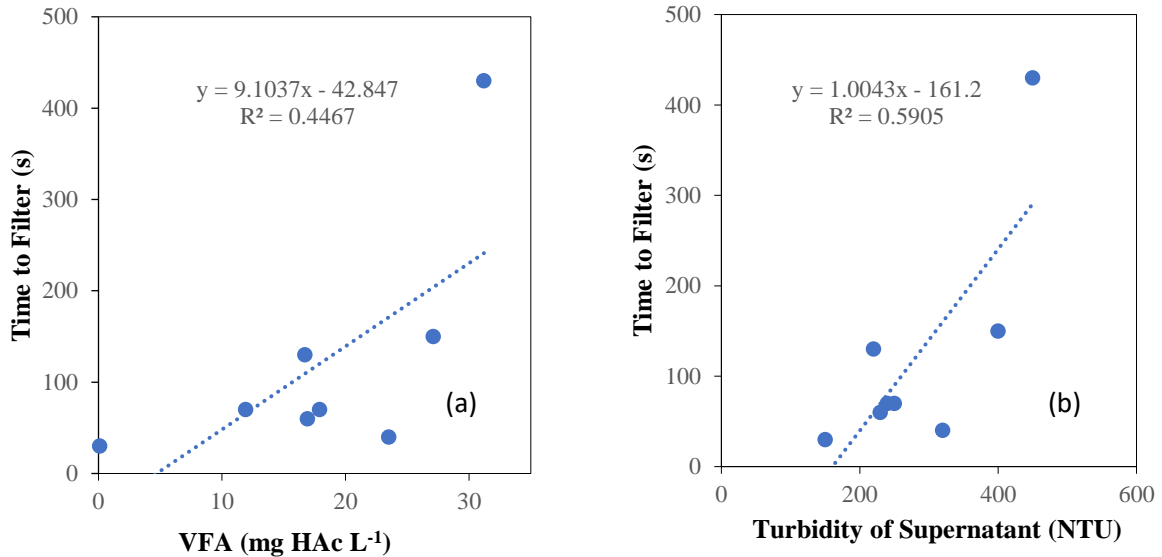 500
400
300
200
100
0
Time to Filter (s)
y = 9.1037x - 42.847
R² = 0.4467
(a)
0 10 20 30
VFA (mg HAc L⁻¹)
500
400
300
200
100
0
Time to Filter (s)
y = 1.0043x - 161.2
R² = 0.5905
(b)
0 200 400 600
Turbidity of Supernatant (NTU)